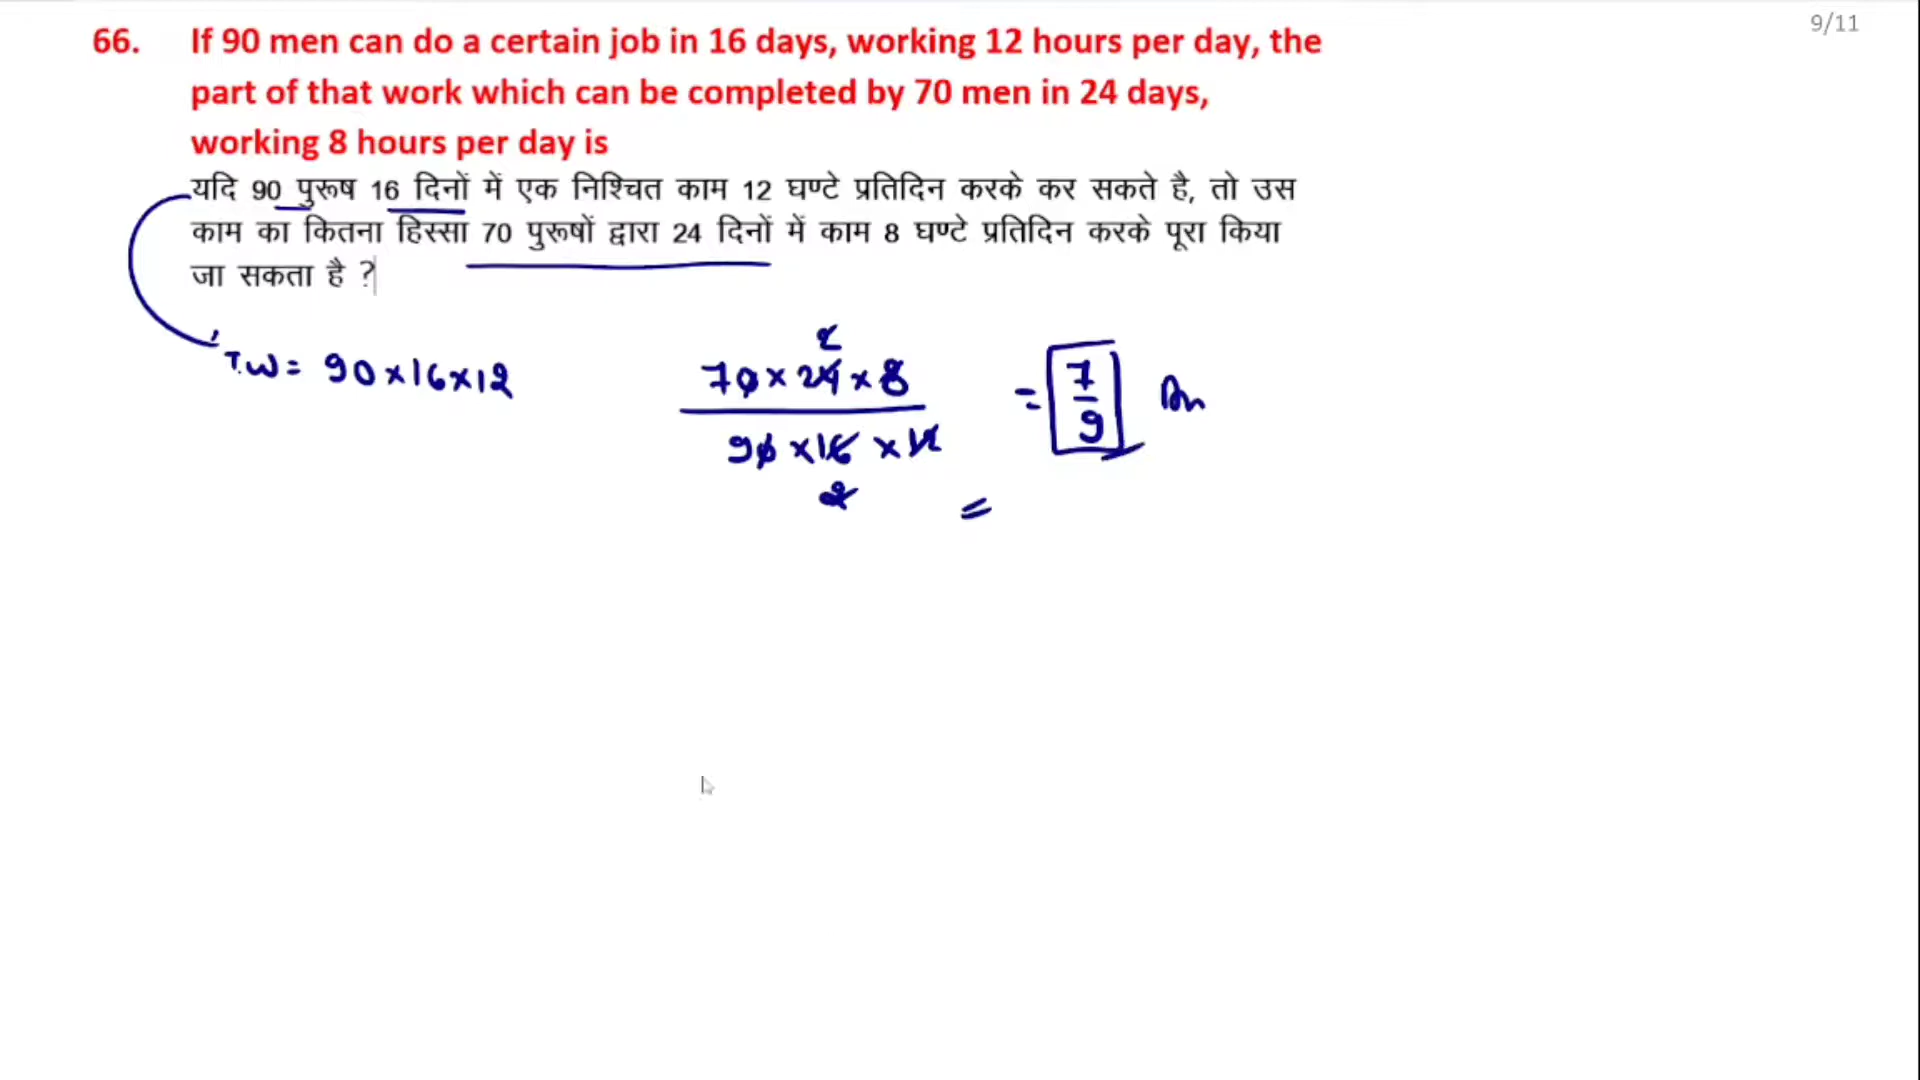 9/11
66. If 90 men can do a certain job in 16 days, working 12 hours per day, the
part of that work which can be completed by 70 men in 24 days,
working 8 hours per day is
यदि 90 पुरूष 16 दिनों में एक निश्चित काम 12 घण्टे प्रतिदिन करके कर सकते है, तो उस
काम का कितना हिस्सा 70 पुरूषों द्वारा 24 दिनों में काम 8 घण्टे प्रतिदिन करके पूरा किया
जा सकता है ?
T.W = 90×16×12
2
70 × 24 × 8
90 ×16 ×12
2
=
= 7
9